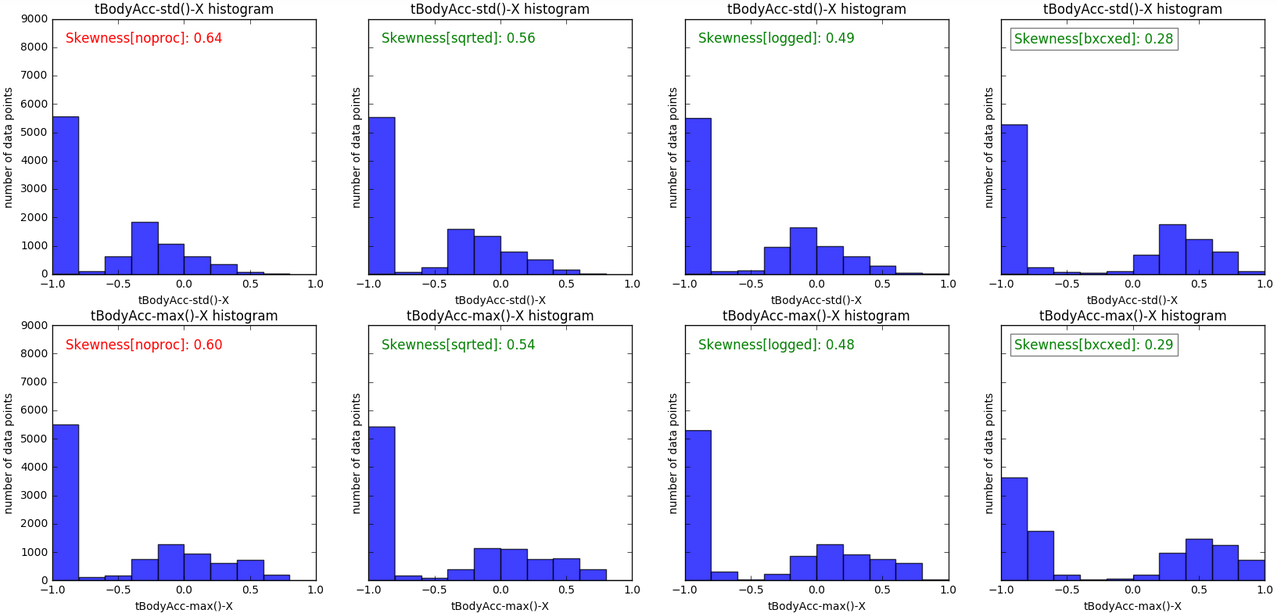 tBodyAcc-std()-X histogram
Skewness[noproc]: 0.64
number of data points
9000
8000
7000
6000
5000
4000
3000
2000
1000
0
−1.0 −0.5 0.0 0.5 1.0
tBodyAcc-std()-X
tBodyAcc-std()-X histogram
Skewness[sqrted]: 0.56
number of data points
−1.0 −0.5 0.0 0.5 1.0
tBodyAcc-std()-X
tBodyAcc-std()-X histogram
Skewness[logged]: 0.49
number of data points
−1.0 −0.5 0.0 0.5 1.0
tBodyAcc-std()-X
tBodyAcc-std()-X histogram
Skewness[bxcxed]: 0.28
number of data points
−1.0 −0.5 0.0 0.5 1.0
tBodyAcc-std()-X
tBodyAcc-max()-X histogram
Skewness[noproc]: 0.60
number of data points
9000
8000
7000
6000
5000
4000
3000
2000
1000
0
−1.0 −0.5 0.0 0.5 1.0
tBodyAcc-max()-X
tBodyAcc-max()-X histogram
Skewness[sqrted]: 0.54
number of data points
−1.0 −0.5 0.0 0.5 1.0
tBodyAcc-max()-X
tBodyAcc-max()-X histogram
Skewness[logged]: 0.48
number of data points
−1.0 −0.5 0.0 0.5 1.0
tBodyAcc-max()-X
tBodyAcc-max()-X histogram
Skewness[bxcxed]: 0.29
number of data points
−1.0 −0.5 0.0 0.5 1.0
tBodyAcc-max()-X